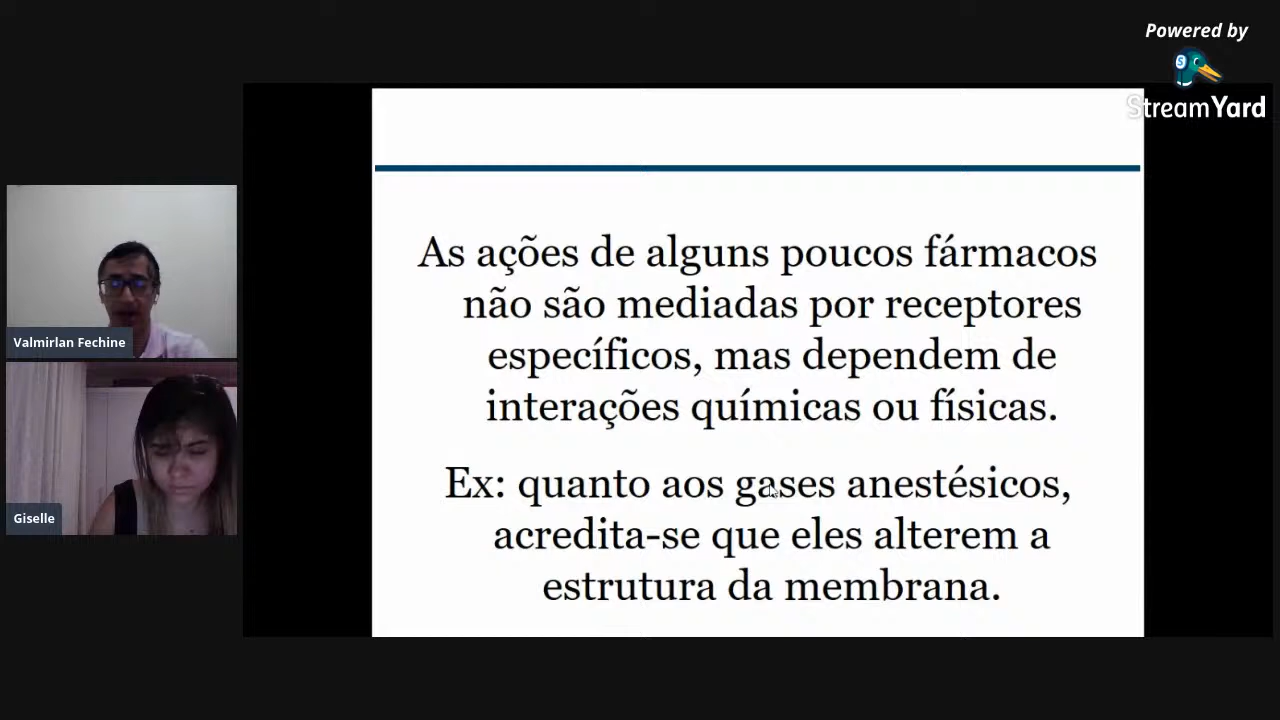 Powered by
StreamYard
As ações de alguns poucos fármacos
não são mediadas por receptores
específicos, mas dependem de
interações químicas ou físicas.
Ex: quanto aos gases anestésicos,
acredita-se que eles alterem a
estrutura da membrana.
Valmirlan Fechine
Giselle